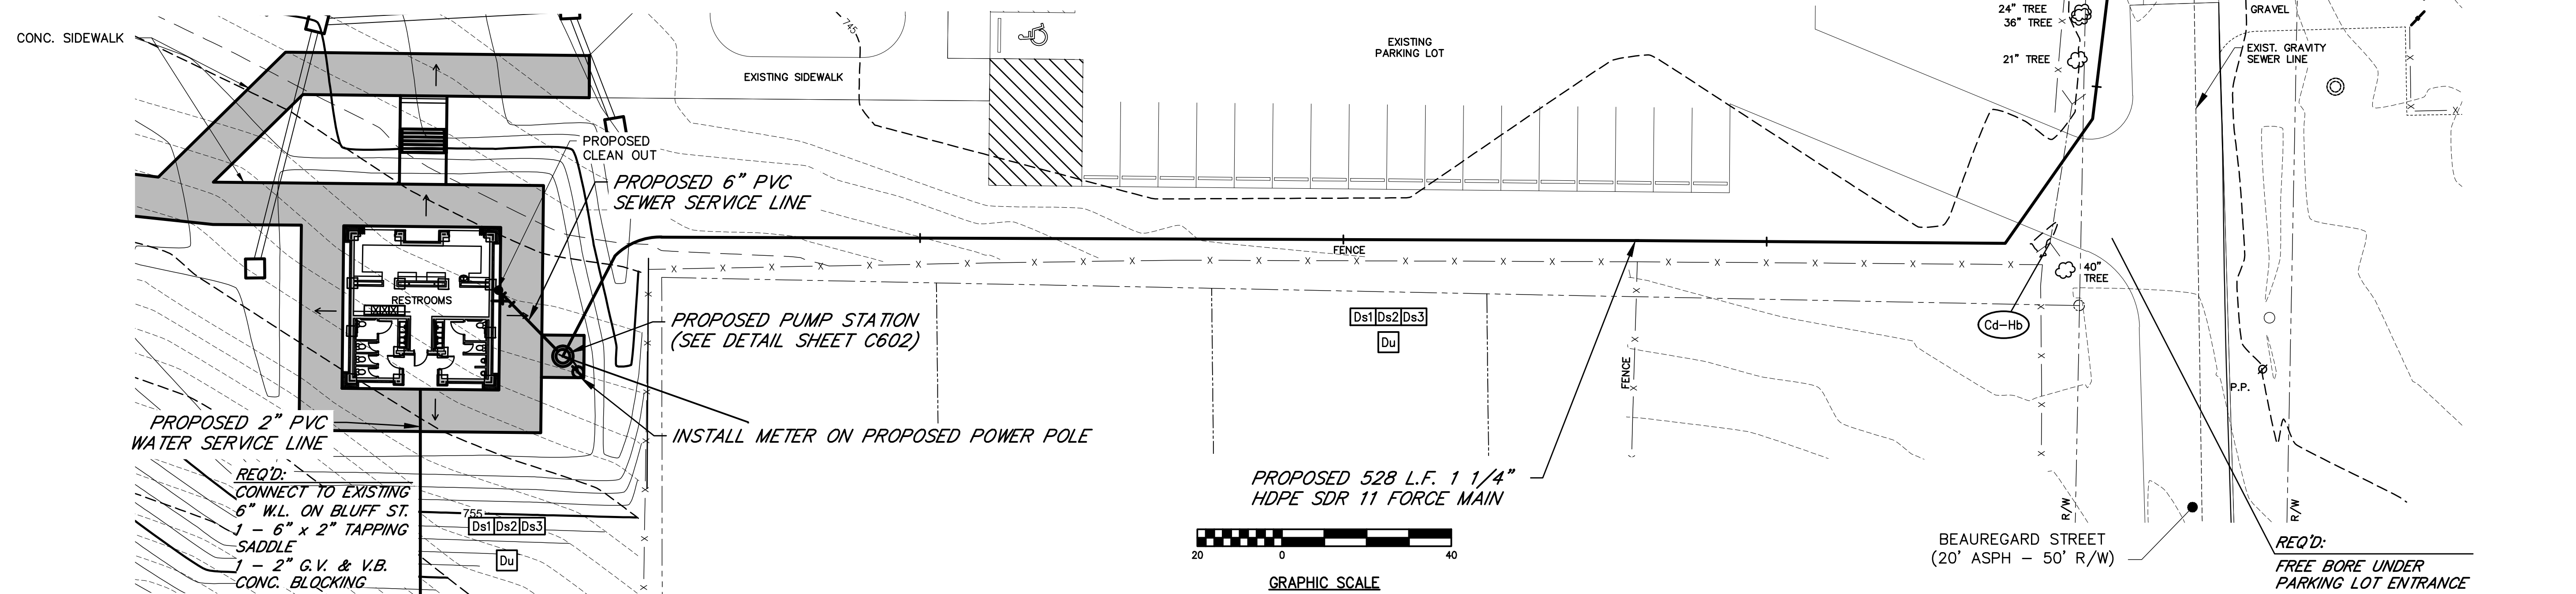 CONC. SIDEWALK
745
EXISTING SIDEWALK
EXISTING
PARKING LOT
24" TREE
36" TREE
21" TREE
GRAVEL
EXIST. GRAVITY
SEWER LINE
PROPOSED
CLEAN OUT
PROPOSED 6" PVC
SEWER SERVICE LINE
FENCE
40"
TREE
RESTROOMS
PROPOSED PUMP STATION
(SEE DETAIL SHEET C602)
Ds1 Ds2 Ds3
Du
Cd-Hb
FENCE
P.P.
PROPOSED 2" PVC
WATER SERVICE LINE
INSTALL METER ON PROPOSED POWER POLE
REQ'D:
CONNECT TO EXISTING
6" W.L. ON BLUFF ST.
1 - 6" x 2" TAPPING
SADDLE
1 - 2" G.V. & V.B.
CONC. BLOCKING
755
Ds1 Ds2 Ds3
Du
PROPOSED 528 L.F. 1 1/4"
HDPE SDR 11 FORCE MAIN
20 0 40
GRAPHIC SCALE
R/W
R/W
BEAUREGARD STREET
(20' ASPH - 50' R/W)
REQ'D:
FREE BORE UNDER
PARKING LOT ENTRANCE